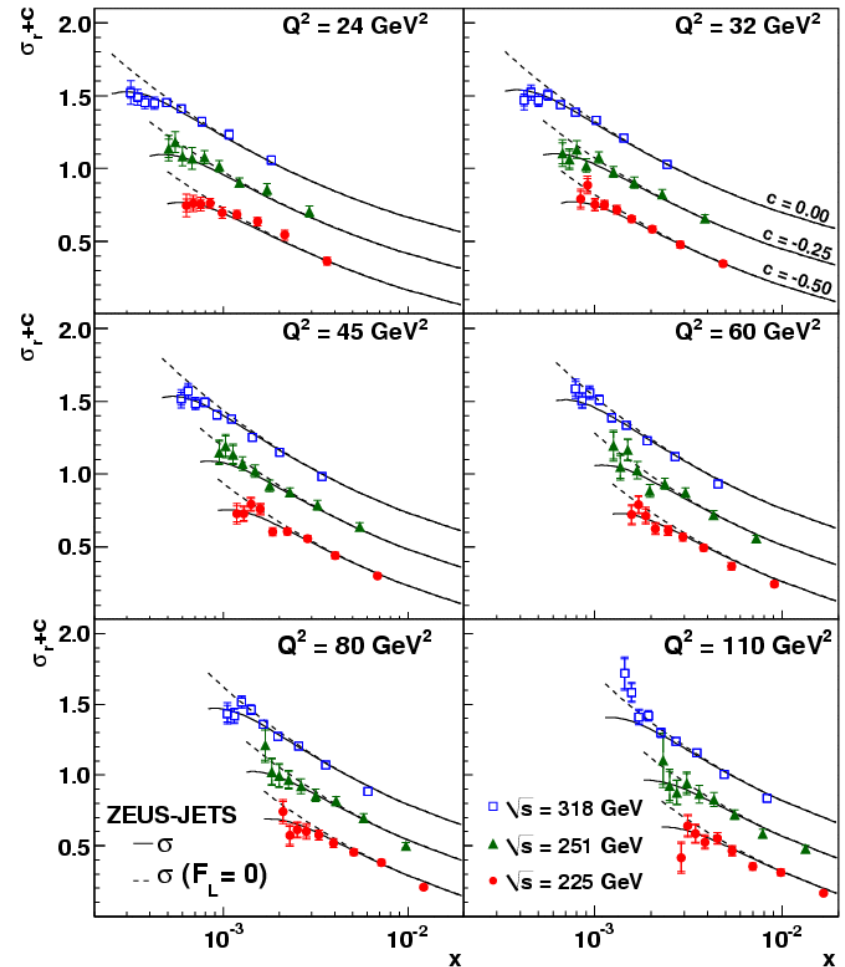 σr+c
2.0
1.5
1.0
0.5
Q² = 24 GeV²
Q² = 32 GeV²
c = 0.00
c = -0.25
c = -0.50
σr+c
2.0
1.5
1.0
0.5
Q² = 45 GeV²
Q² = 60 GeV²
σr+c
2.0
1.5
1.0
0.5
Q² = 80 GeV²
ZEUS-JETS
σ
σ (F_L = 0)
Q² = 110 GeV²
√s = 318 GeV
√s = 251 GeV
√s = 225 GeV
10⁻³ 10⁻² 10⁻³ 10⁻²
x x